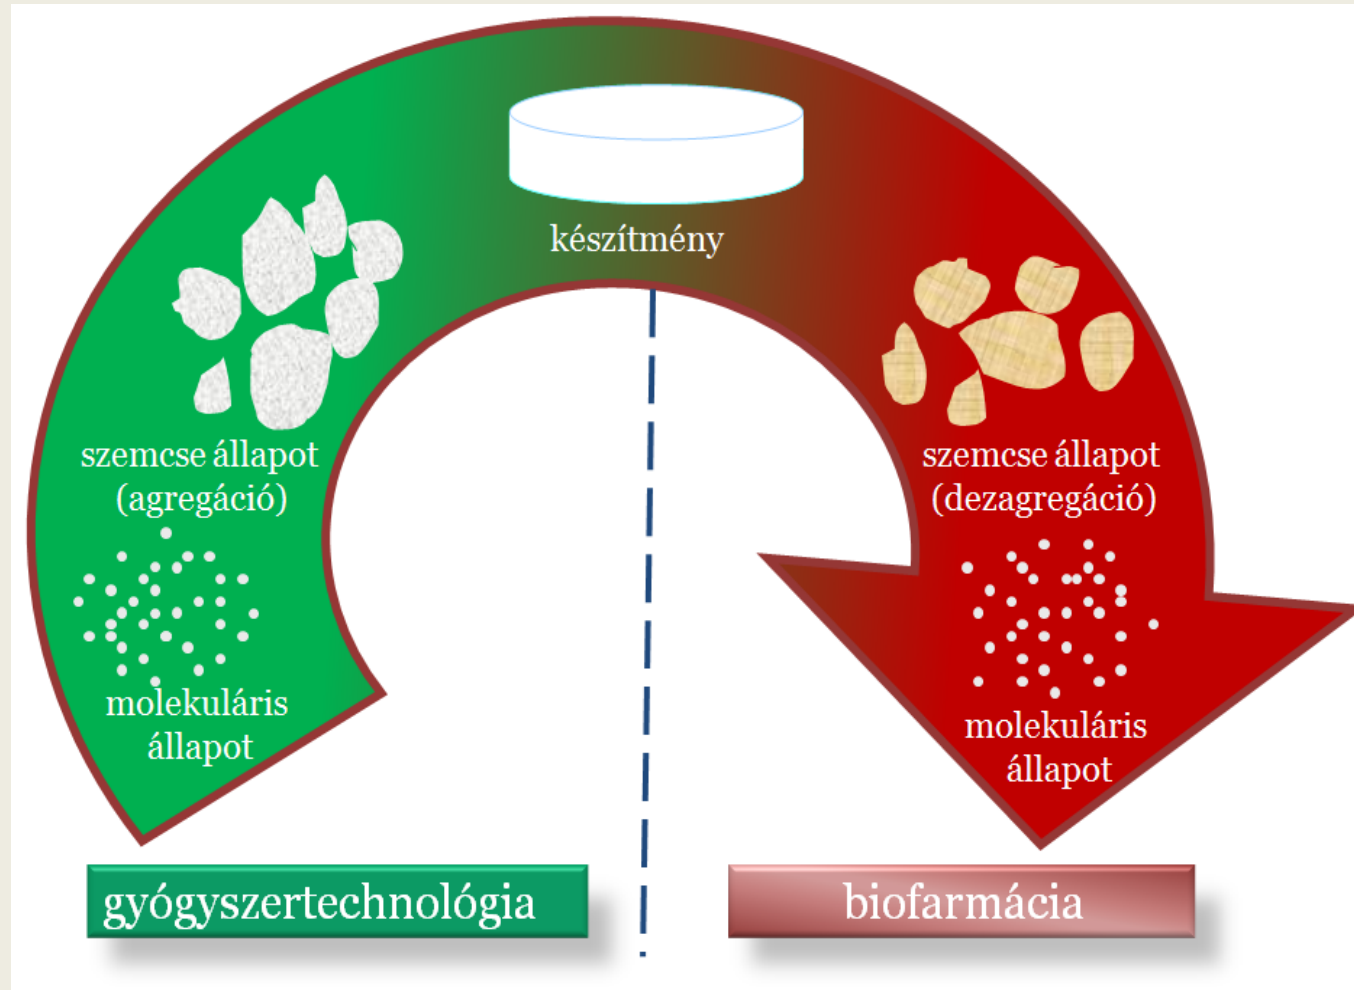 készítmény
szemcse állapot
(agregáció)
molekuláris
állapot
szemcse állapot
(dezagregáció)
molekuláris
állapot
gyógyszertechnológia
biofarmácia